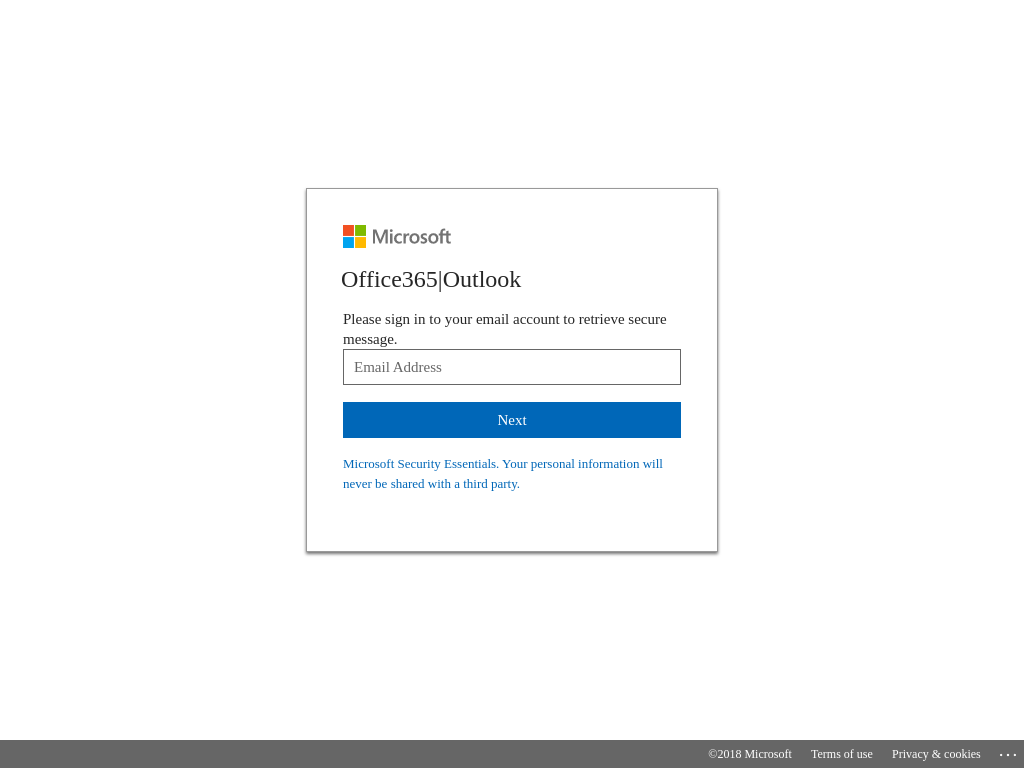 Microsoft
Office365|Outlook
Please sign in to your email account to retrieve secure
message.
Email Address
Next
Microsoft Security Essentials. Your personal information will
never be shared with a third party.
©2018 Microsoft Terms of use Privacy & cookies ...